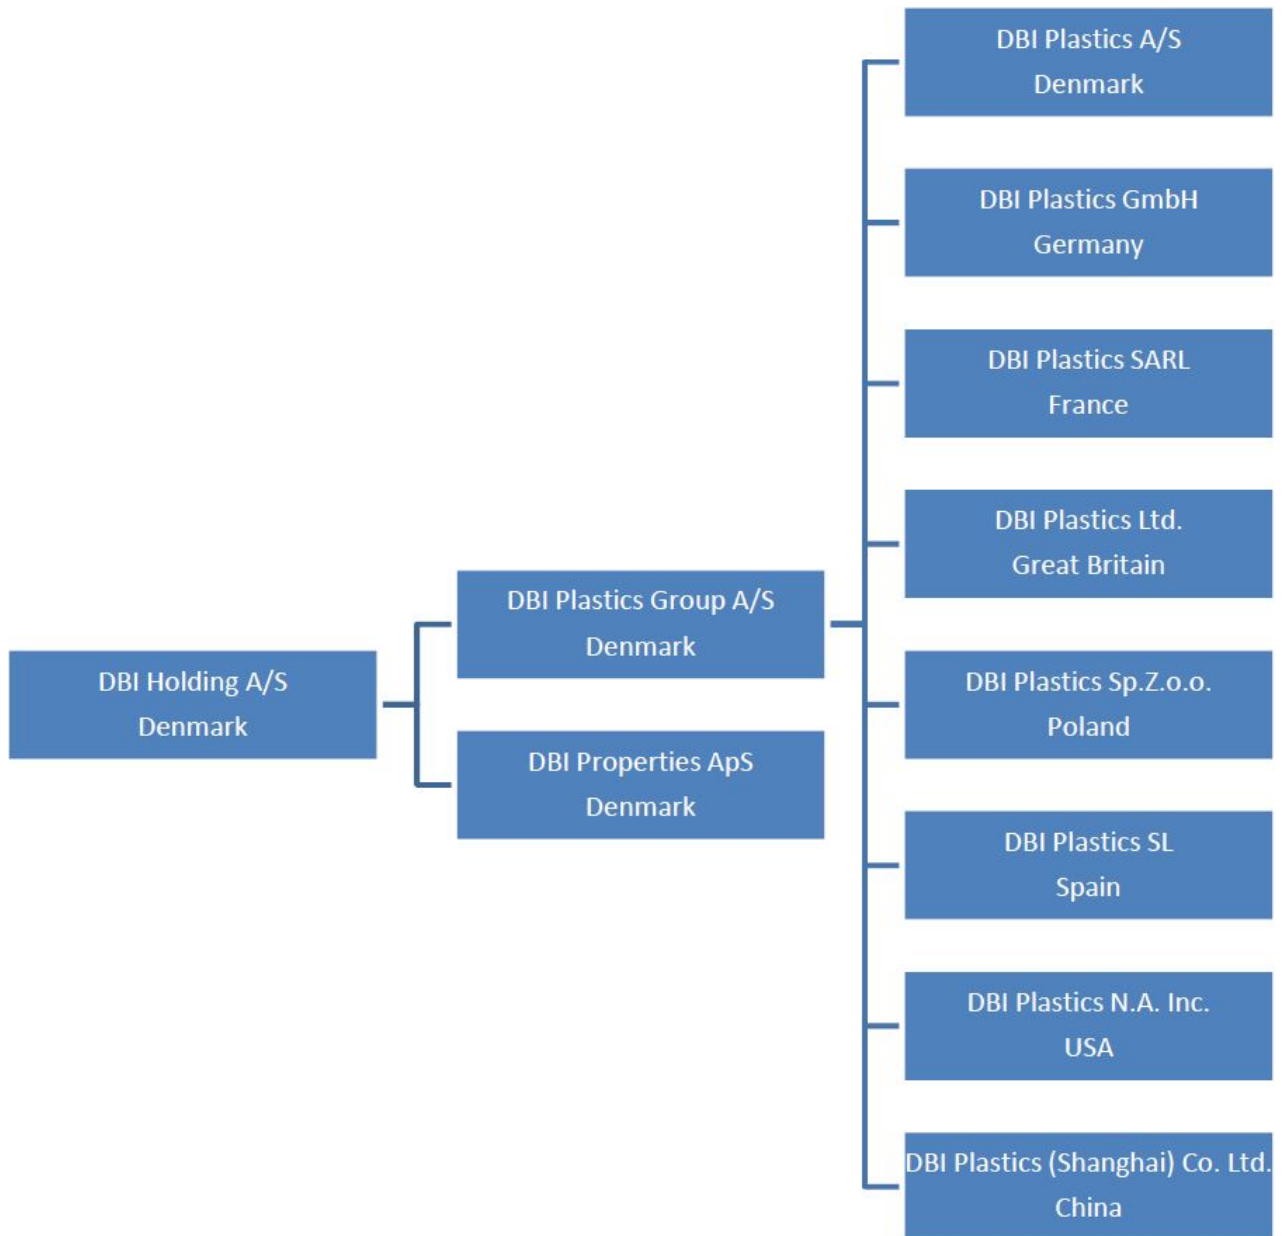 DBI Holding A/S
Denmark
DBI Plastics Group A/S
Denmark
DBI Properties ApS
Denmark
DBI Plastics A/S
Denmark
DBI Plastics GmbH
Germany
DBI Plastics SARL
France
DBI Plastics Ltd.
Great Britain
DBI Plastics Sp.Z.o.o.
Poland
DBI Plastics SL
Spain
DBI Plastics N.A. Inc.
USA
DBI Plastics (Shanghai) Co. Ltd.
China